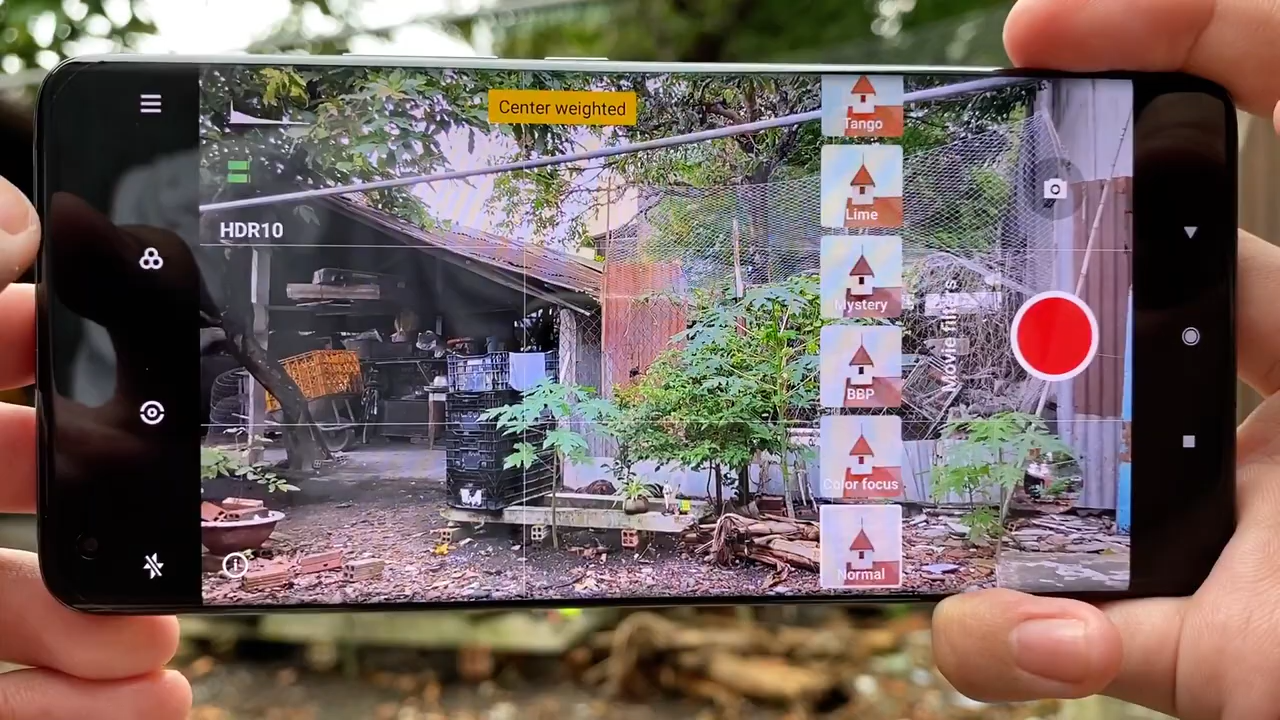 Center weighted
HDR10
Tango
Lime
Mystery
BBP
Color focus
Normal
Movie filters